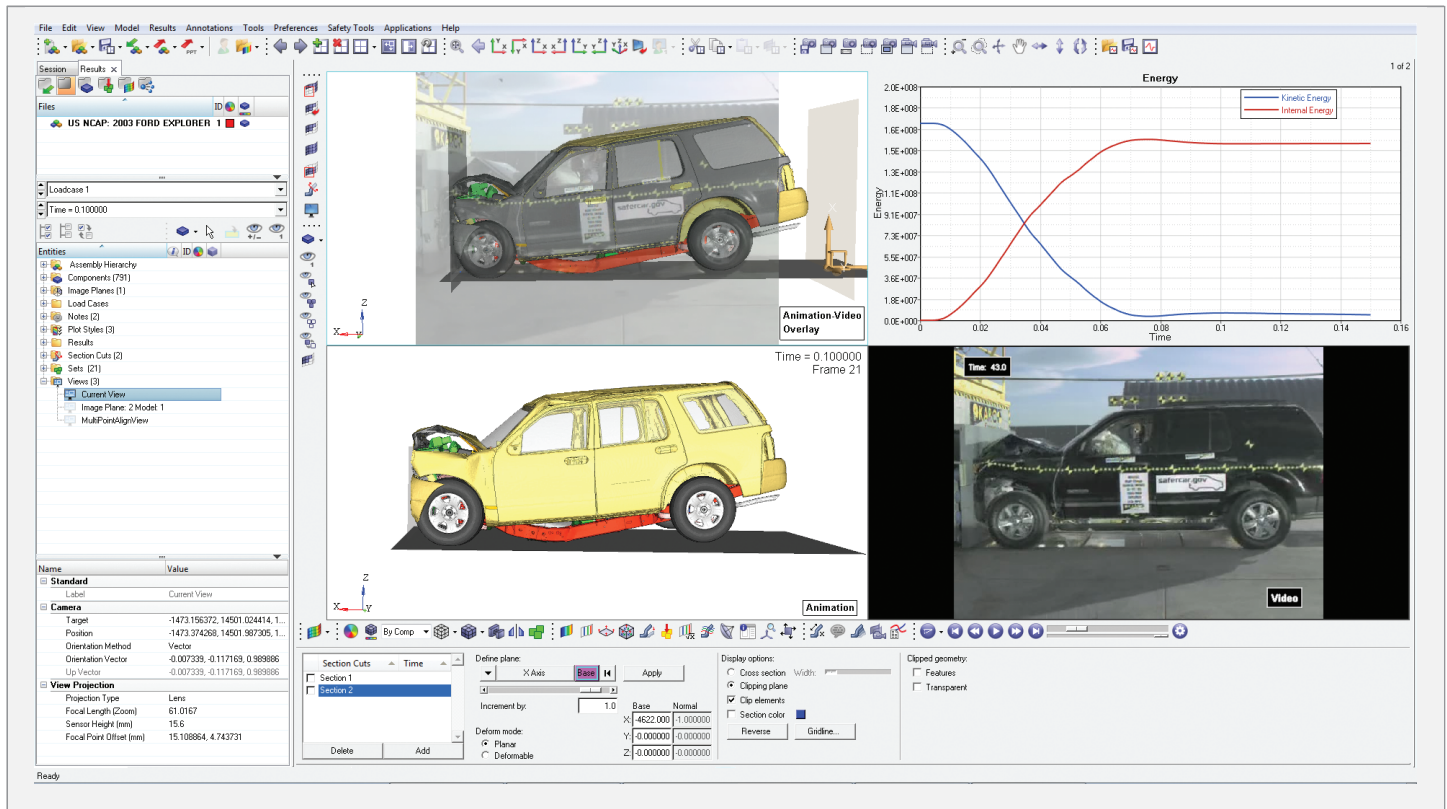 File Edit View Model Results Annotations Tools Preferences Safety Tools Applications Help
Session Results
1 of 2
Files ID
US NCAP: 2003 FORD EXPLORER 1
Loadcase 1
Time = 0.100000
Entities ID
Assembly Hierarchy
Components (791)
Image Planes (1)
Load Cases
Notes (2)
Plot Styles (3)
Results
Section Cuts (2)
Sets (21)
Views (3)
Current View
Image Plane: 2 Model: 1
MultiPointAlignView
Name Value
Standard
Label Current View
Camera
Target -1473.156372, 14501.024414, 1...
Position -1473.374268, 14501.987305, 1...
Orientation Method Vector
Orientation Vector -0.007339, -0.117169, 0.989886
Up Vector -0.007339, -0.117169, 0.989886
View Projection
Projection Type Lens
Focal Length (Zoom) 61.0167
Sensor Height (mm) 15.6
Focal Point Offset (mm) 15.108864, 4.743731
Ready
safercar.gov
X
Z
X Y
Animation-Video
Overlay
Energy
Kinetic Energy
Internal Energy
2.0E+008
1.8E+008
1.6E+008
1.5E+008
1.3E+008
1.1E+008
9.1E+007
7.3E+007
5.5E+007
3.6E+007
1.8E+007
0.0E+000
Energy
0 0.02 0.04 0.06 0.08 0.1 0.12 0.14 0.16
Time
Time = 0.100000
Frame 21
Z
X Y
Animation
Time: 43.0
safercar.gov
Video
By Comp
Section Cuts Time
Section 1
Section 2
Delete Add
Define plane:
X Axis Base Apply
Increment by: 1.0
Base Normal
X: -4622.000 -1.000000
Y: -0.000000 -0.000000
Z: -0.000000 -0.000000
Deform mode:
Planar
Deformable
Display options:
Cross section Width:
Clipping plane
Clip elements
Section color
Reverse Gridline...
Clipped geometry:
Features
Transparent